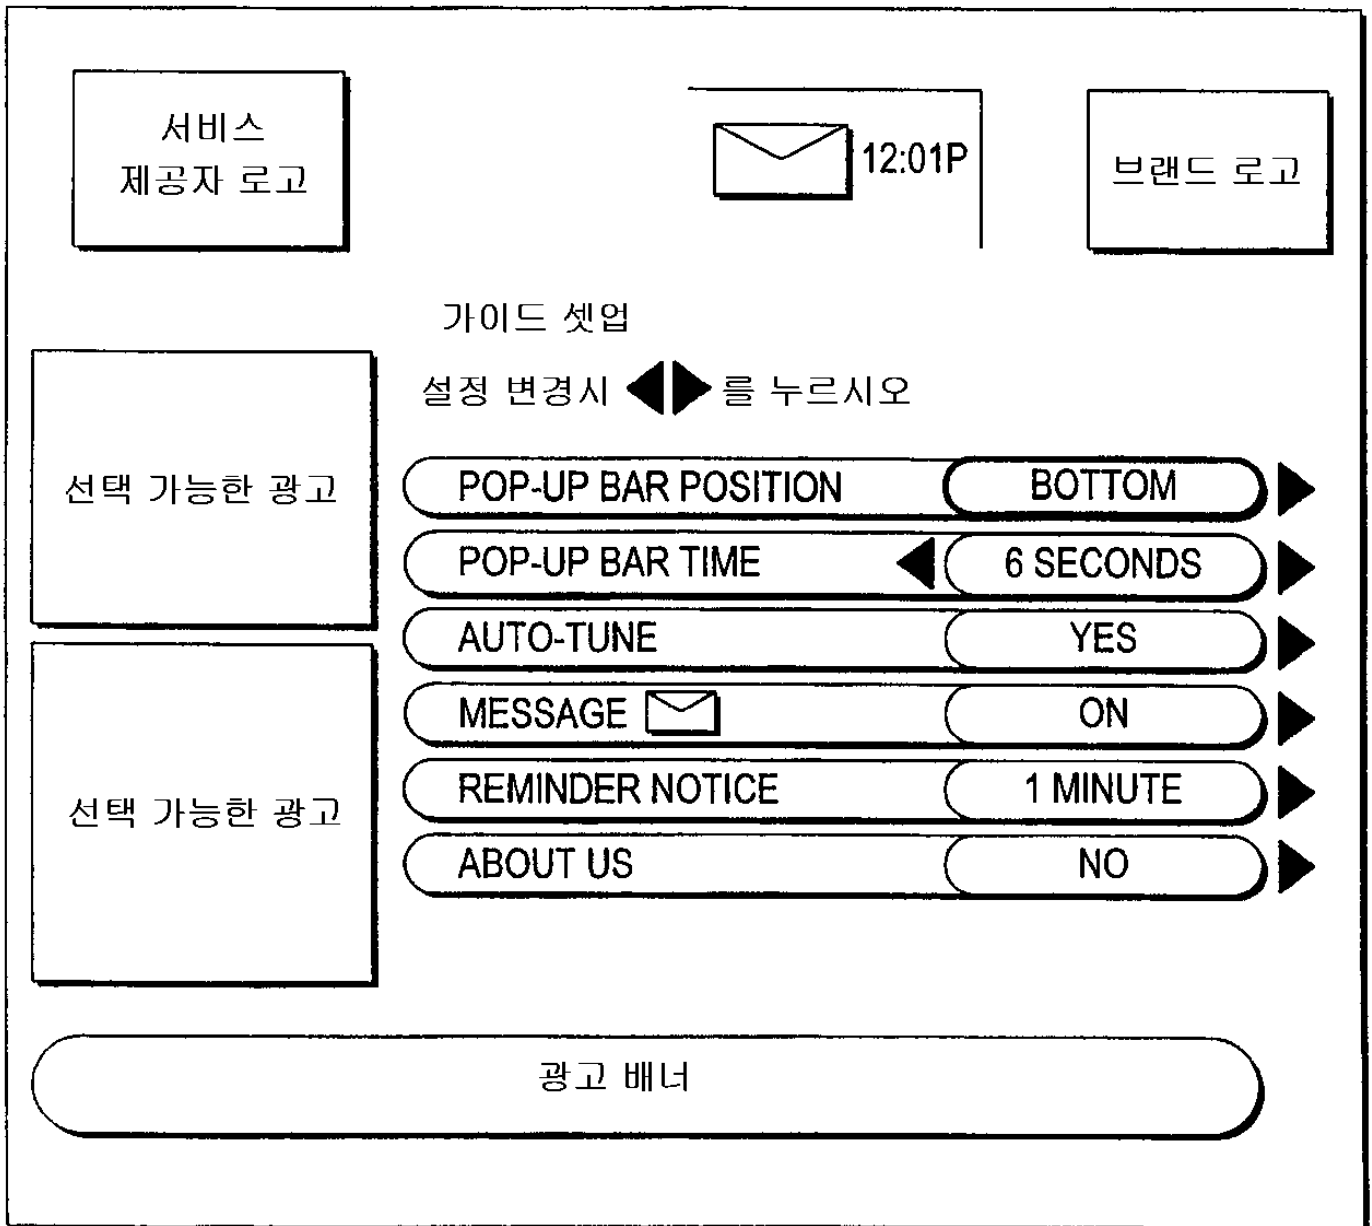 서비스
제공자 로고
12:01P
브랜드 로고
가이드 셋업
설정 변경시 ◀▶ 를 누르시오
선택 가능한 광고
POP-UP BAR POSITION BOTTOM
POP-UP BAR TIME 6 SECONDS
AUTO-TUNE YES
MESSAGE ON
REMINDER NOTICE 1 MINUTE
ABOUT US NO
선택 가능한 광고
광고 배너